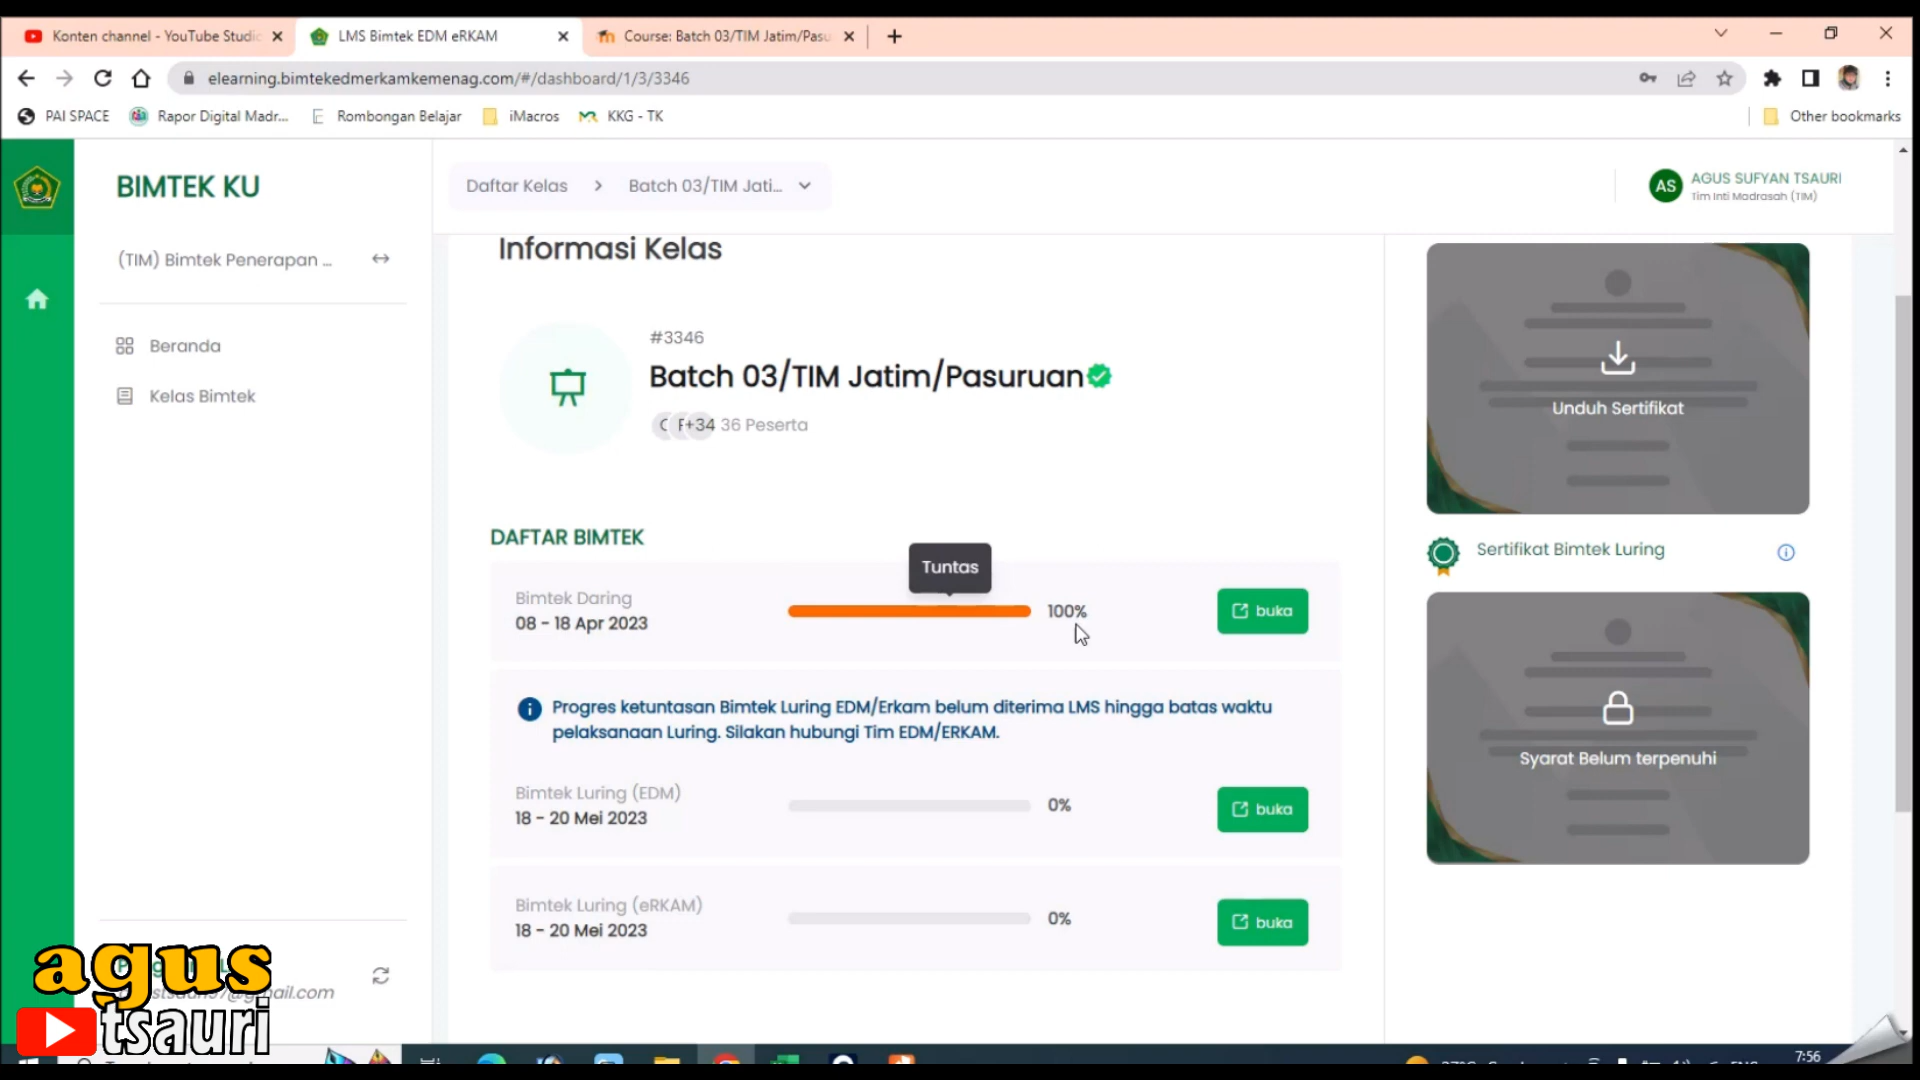 Konten channel - YouTube Studio
LMS Bimtek EDM eRKAM
Course: Batch 03/TIM Jatim/Pasu
elearning.bimtekedmerkamkemenag.com/#/dashboard/1/3/3346
PAI SPACE
Rapor Digital Madr...
Rombongan Belajar
iMacros
KKG - TK
Other bookmarks
BIMTEK KU
Daftar Kelas > Batch 03/TIM Jati...
AS
AGUS SUFYAN TSAURI
Tim Inti Madrasah (TIM)
(TIM) Bimtek Penerapan ...
Beranda
Kelas Bimtek
Informasi Kelas
#3346
Batch 03/TIM Jatim/Pasuruan
+34 36 Peserta
DAFTAR BIMTEK
Tuntas
Bimtek Daring
08 - 18 Apr 2023
100%
buka
Progres ketuntasan Bimtek Luring EDM/Erkam belum diterima LMS hingga batas waktu
pelaksanaan Luring. Silakan hubungi Tim EDM/ERKAM.
Bimtek Luring (EDM)
18 - 20 Mei 2023
0%
buka
Bimtek Luring (eRKAM)
18 - 20 Mei 2023
0%
buka
Unduh Sertifikat
Sertifikat Bimtek Luring
Syarat Belum terpenuhi
agus
tsauri
7:56